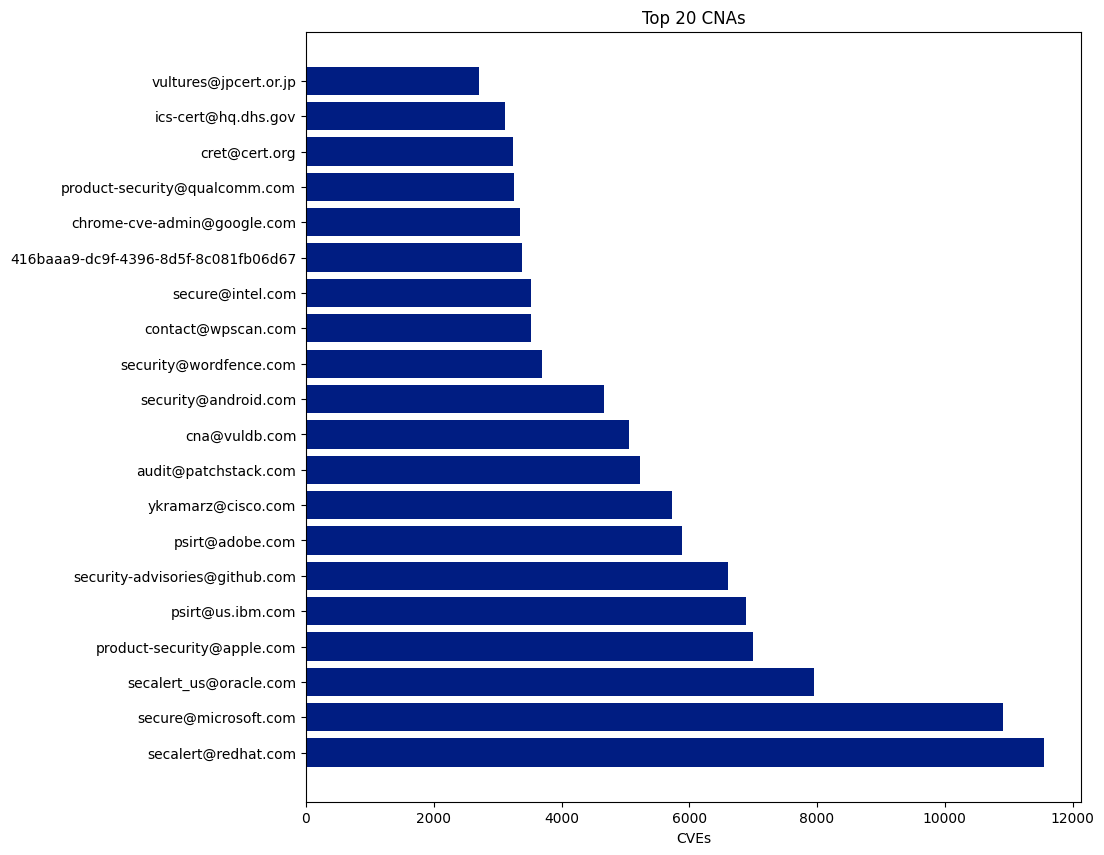 Top 20 CNAs
vultures@jpcert.or.jp
ics-cert@hq.dhs.gov
cret@cert.org
product-security@qualcomm.com
chrome-cve-admin@google.com
416baaa9-dc9f-4396-8d5f-8c081fb06d67
secure@intel.com
contact@wpscan.com
security@wordfence.com
security@android.com
cna@vuldb.com
audit@patchstack.com
ykramarz@cisco.com
psirt@adobe.com
security-advisories@github.com
psirt@us.ibm.com
product-security@apple.com
secalert_us@oracle.com
secure@microsoft.com
secalert@redhat.com
0 2000 4000 6000 8000 10000 12000
CVEs